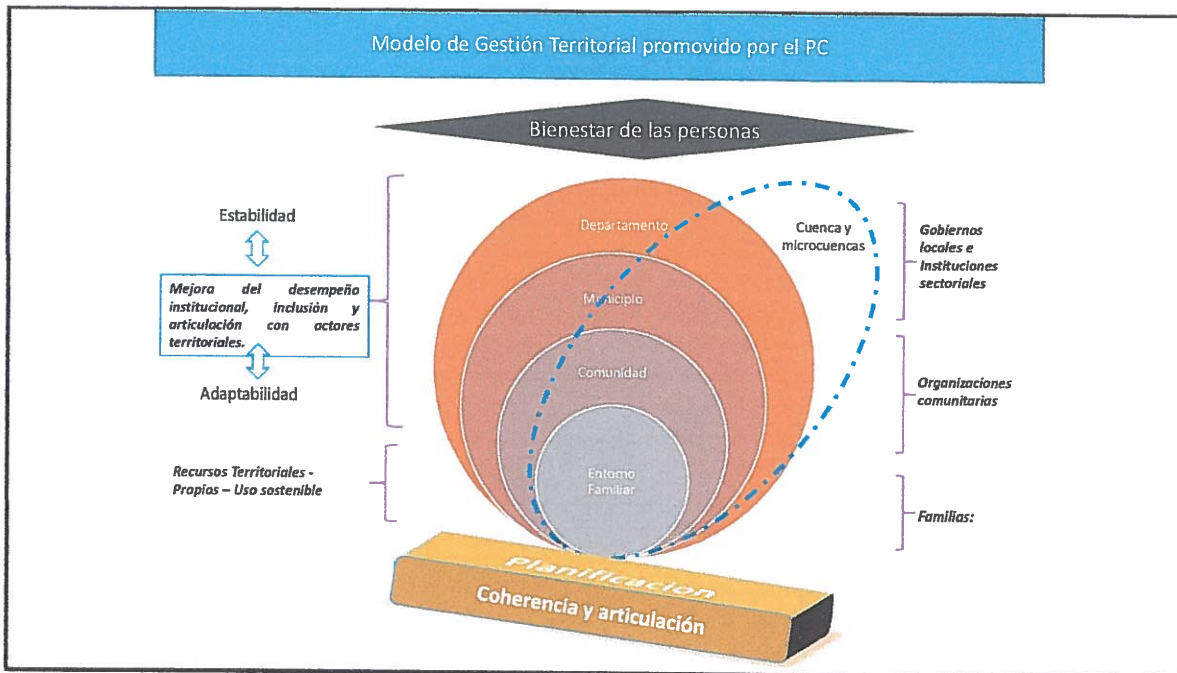 Modelo de Gestión Territorial promovido por el PC
Bienestar de las personas
Estabilidad
Mejora del desempeño
institucional, inclusión y
articulación con actores
territoriales.
Adaptabilidad
Recursos Territoriales -
Propios – Uso sostenible
Departamento
Municipio
Comunidad
Entorno
Familiar
Cuenca y
microcuencas
Gobiernos
locales e
Instituciones
sectoriales
Organizaciones
comunitarias
Familias:
Planificacion
Coherencia y articulación